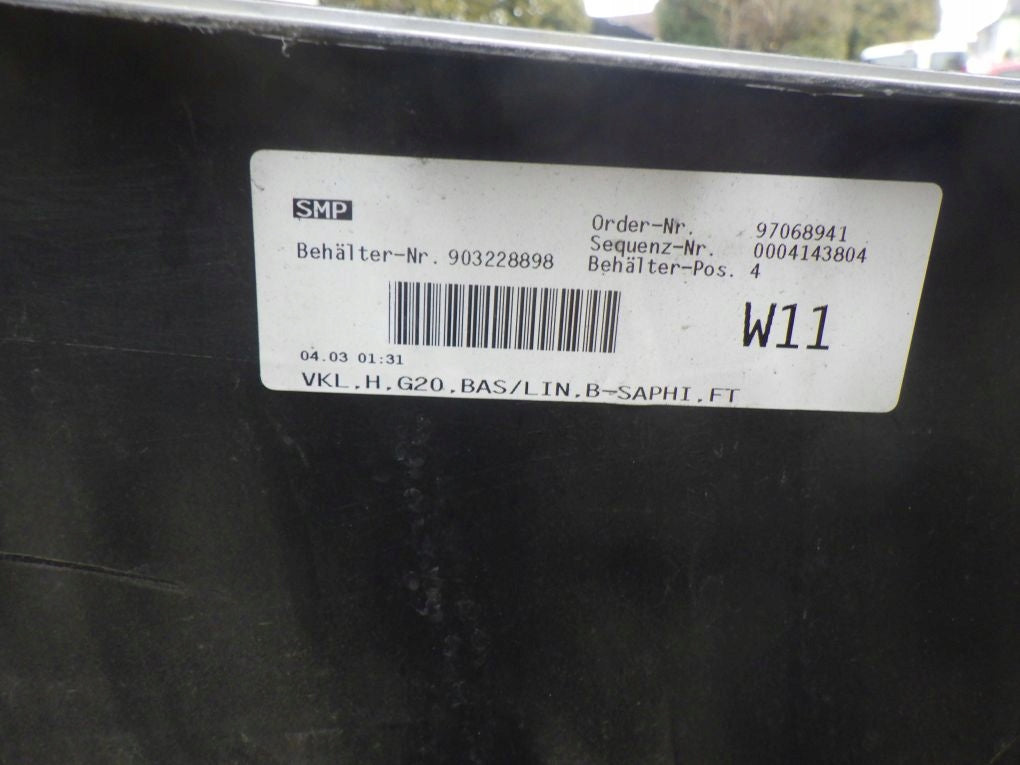 SMP
Order-Nr. 97068941
Sequenz-Nr. 0004143804
Behälter-Nr. 903228898
Behälter-Pos. 4
W11
04.03 01:31
VKL.H.G20.BAS/LIN.B-SAPHI.FT